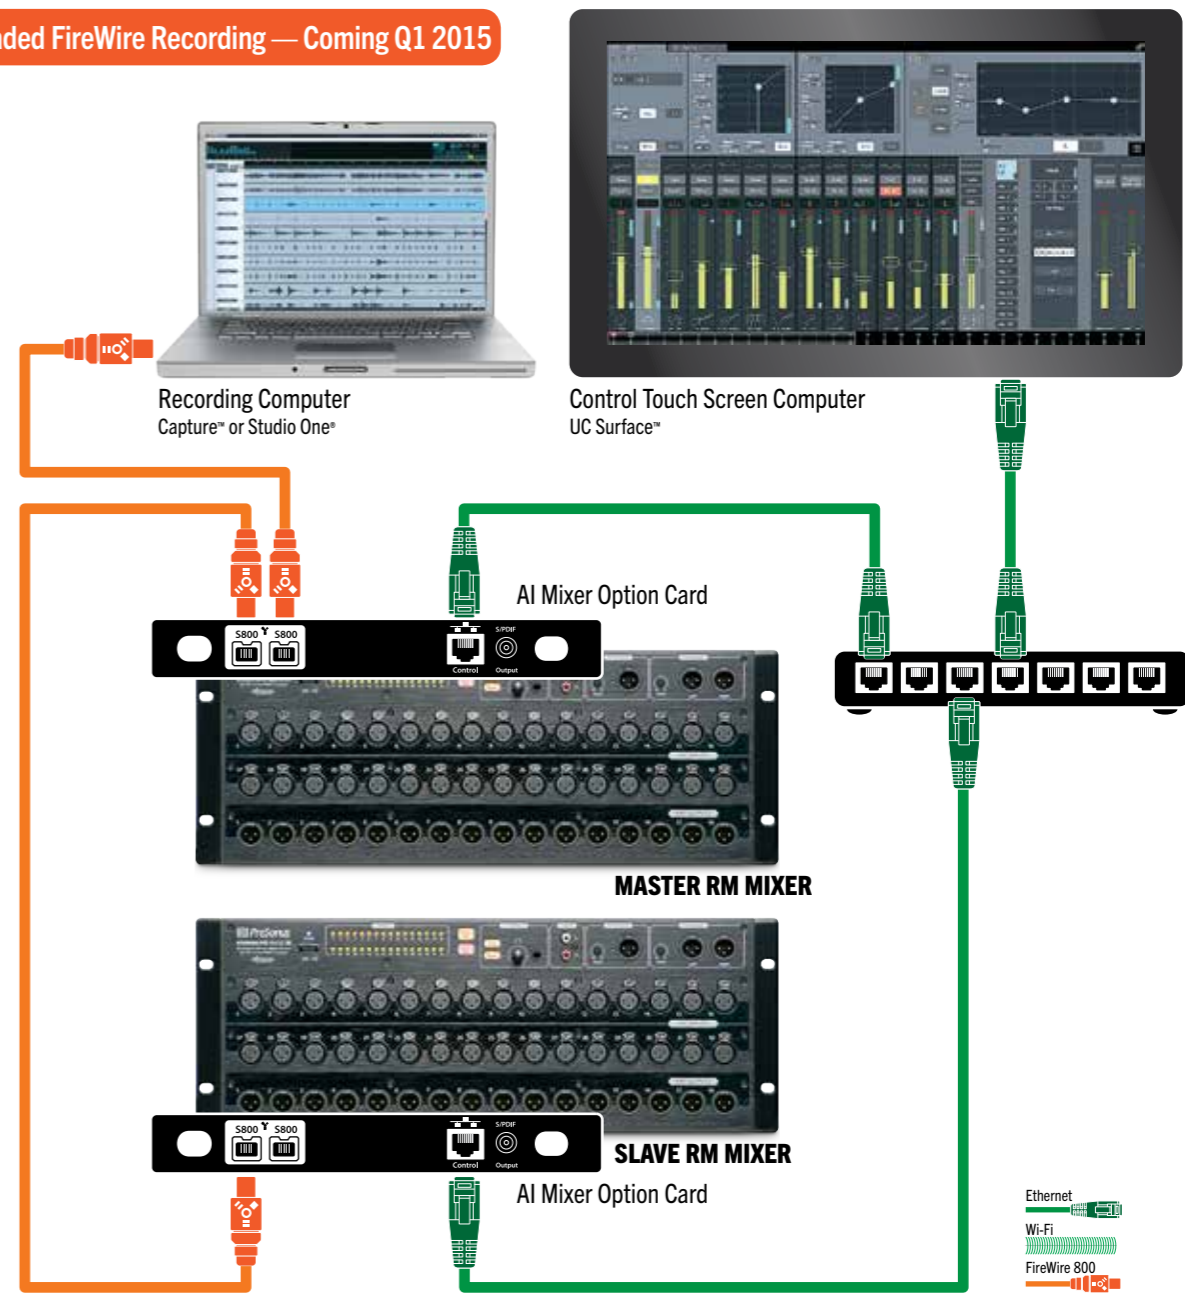 ded FireWire Recording — Coming Q1 2015
Recording Computer
Capture™ or Studio One®
Control Touch Screen Computer
UC Surface™
AI Mixer Option Card
S800 S800
S/PDIF
Control
Output
MASTER RM MIXER
PreSonus
S800 S800
S/PDIF
Control
Output
SLAVE RM MIXER
AI Mixer Option Card
Ethernet
Wi-Fi
FireWire 800